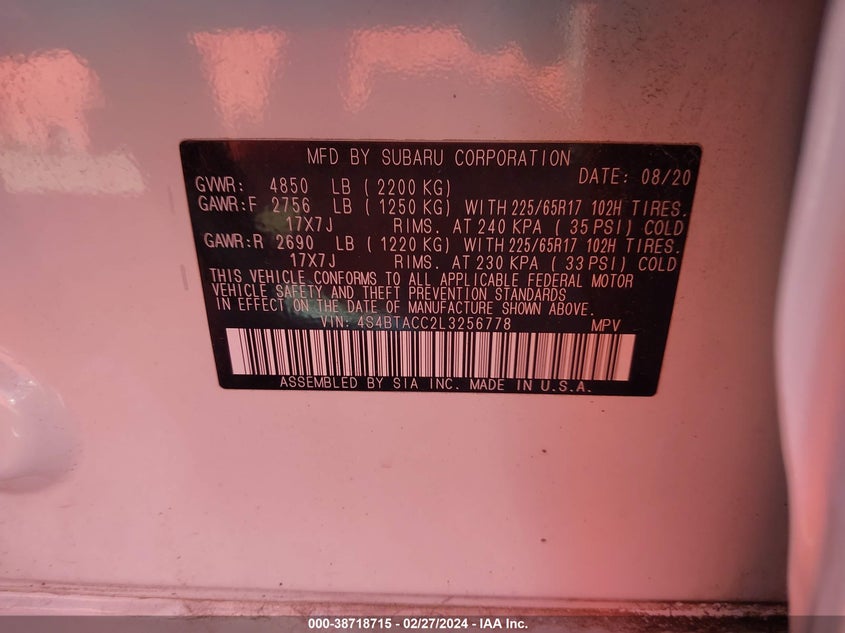 MFD BY SUBARU CORPORATION
DATE: 08/20
GVWR: 4850 LB ( 2200 KG)
GAWR:F 2756 LB ( 1250 KG) WITH 225/65R17 102H TIRES.
17X7J RIMS. AT 240 KPA ( 35 PSI) COLD
GAWR:R 2690 LB ( 1220 KG) WITH 225/65R17 102H TIRES.
17X7J RIMS. AT 230 KPA ( 33 PSI) COLD
THIS VEHICLE CONFORMS TO ALL APPLICABLE FEDERAL MOTOR
VEHICLE SAFETY AND THEFT PREVENTION STANDARDS
IN EFFECT ON THE DATE OF MANUFACTURE SHOWN ABOVE.
VIN: 4S4BTACC2L3256778 MPV
ASSEMBLED BY SIA INC. MADE IN U.S.A.
000-38718715 - 02/27/2024 - © IAA Inc.